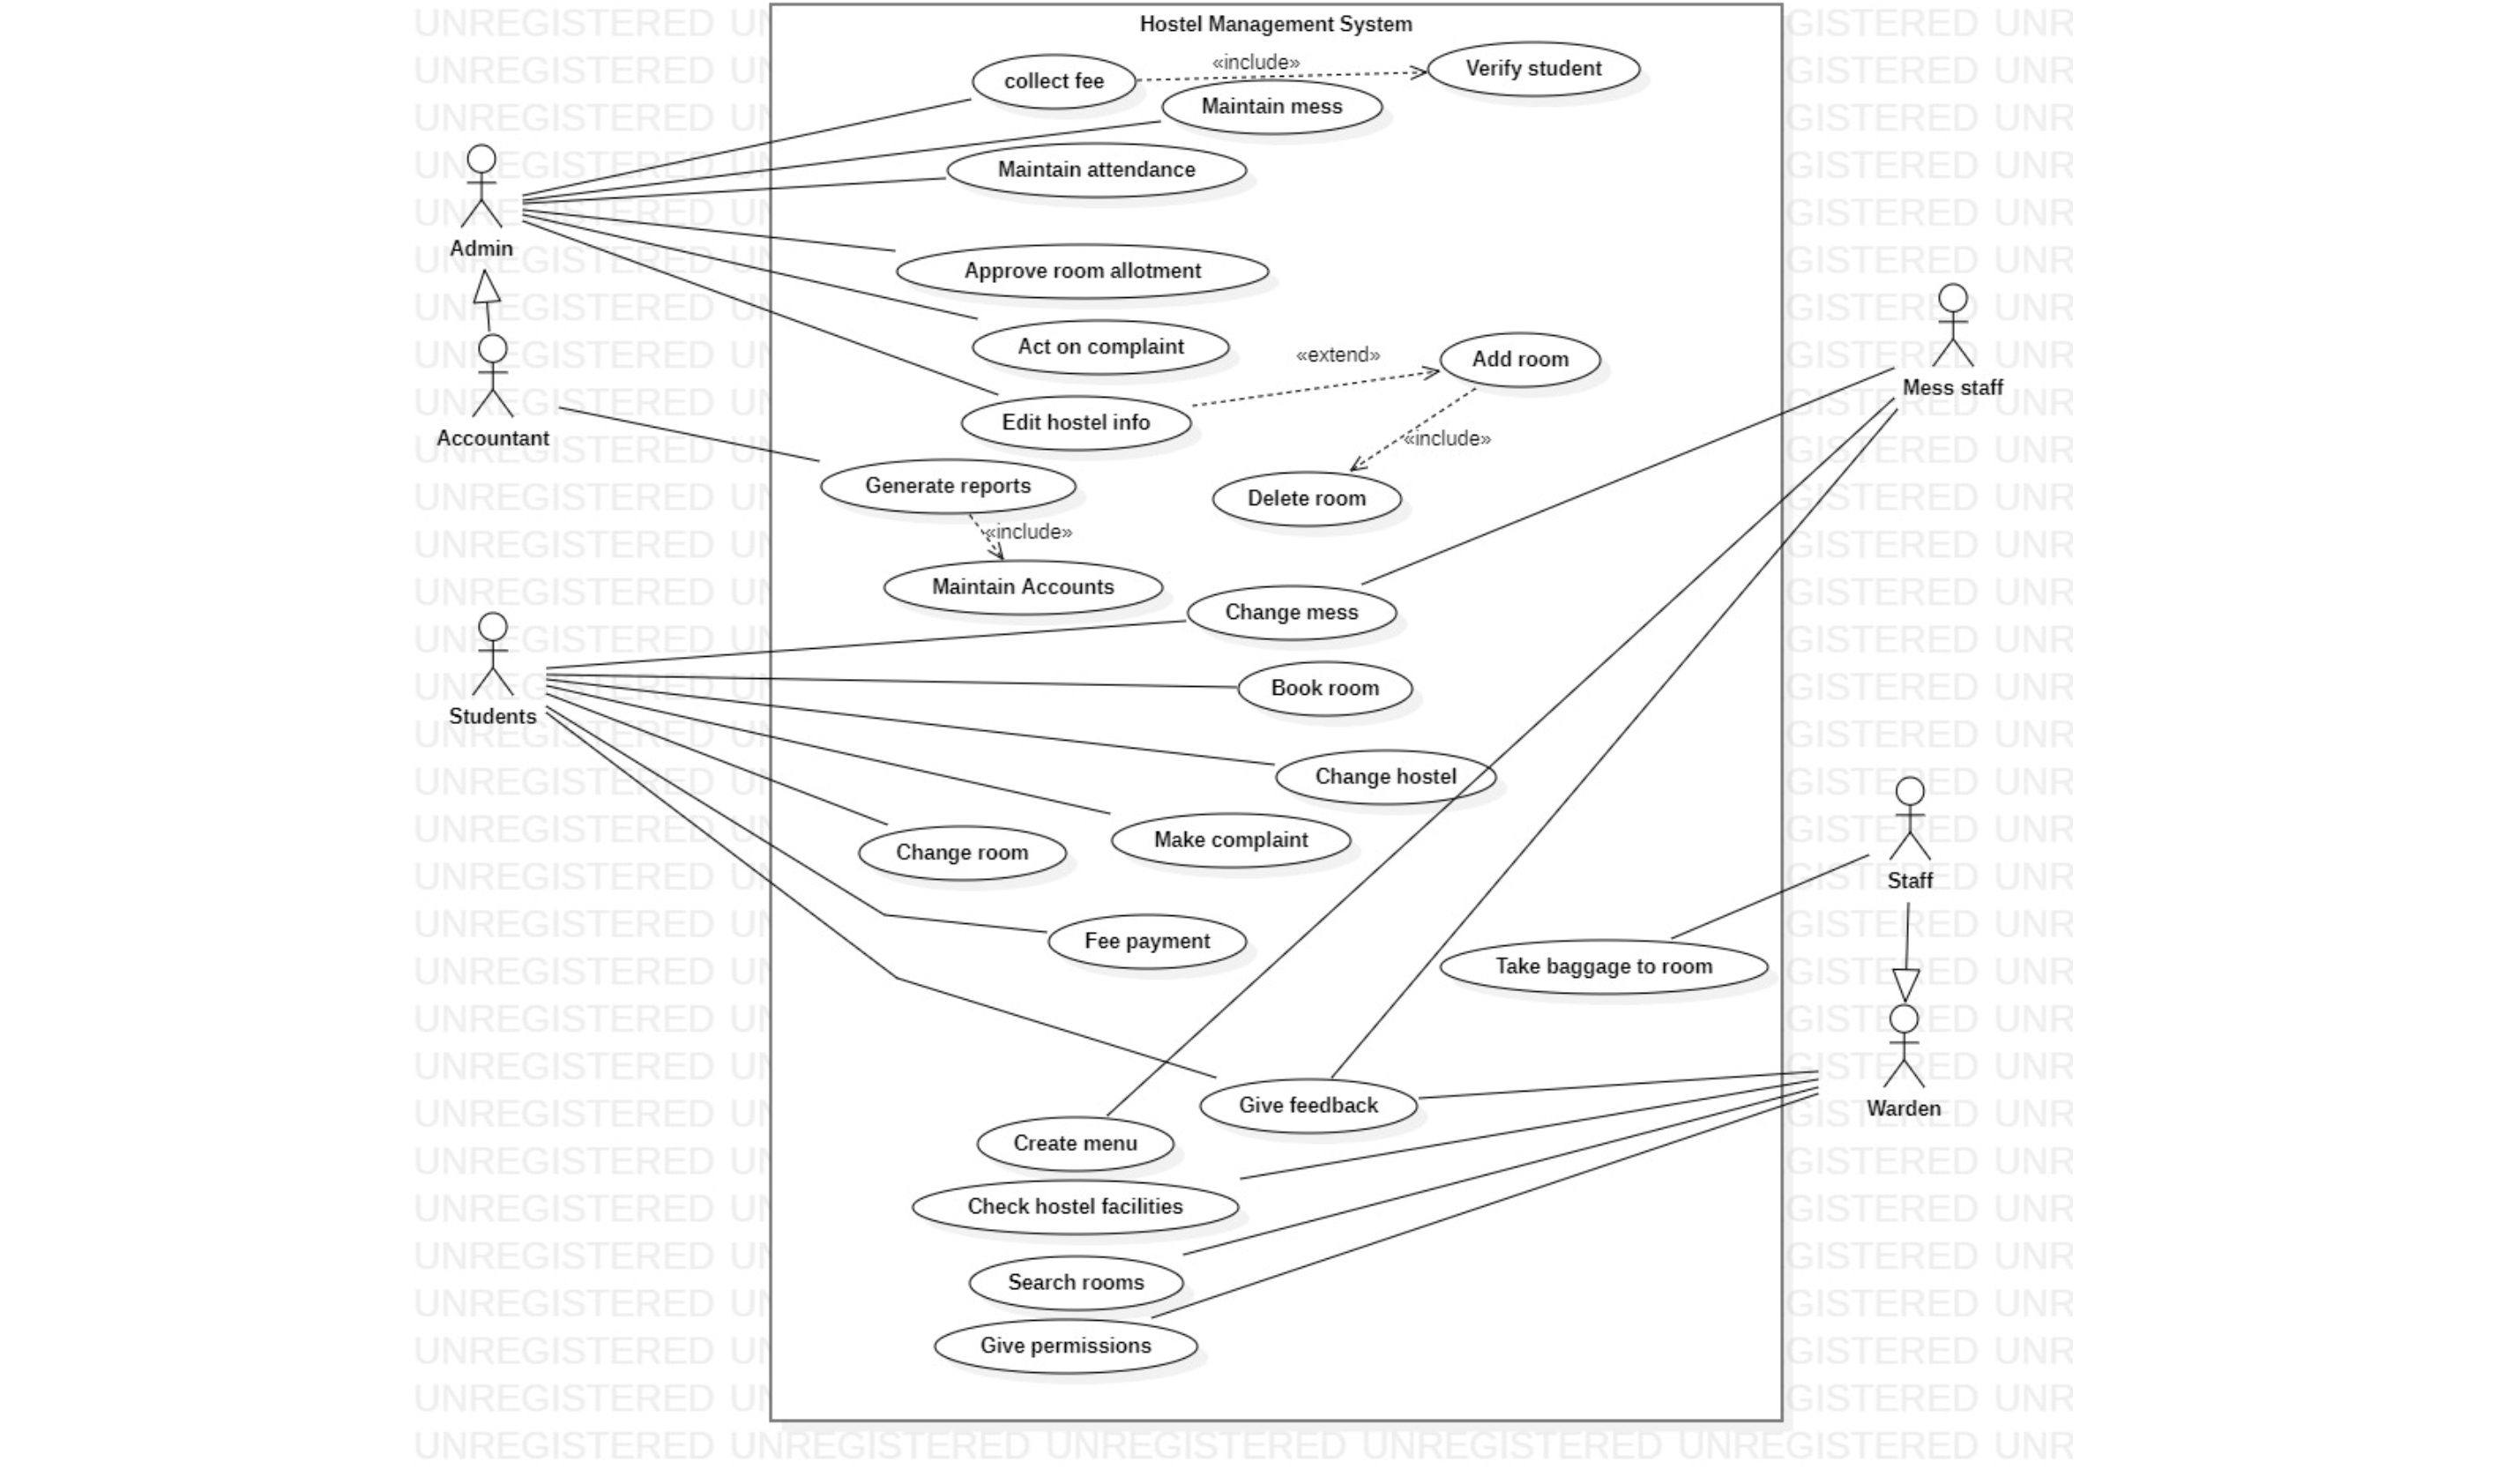 Hostel Management System
collect fee
«include»
Verify student
Maintain mess
Maintain attendance
Admin
Approve room allotment
Act on complaint
«extend»
Add room
Mess staff
Accountant
Edit hostel info
«include»
Generate reports
Delete room
«include»
Maintain Accounts
Change mess
Students
Book room
Change hostel
Make complaint
Change room
Staff
Fee payment
Take baggage to room
Give feedback
Warden
Create menu
Check hostel facilities
Search rooms
Give permissions
UNREGISTERED UNREGISTERED UNREGISTERED UNREGISTERED UNREGISTERED UNR